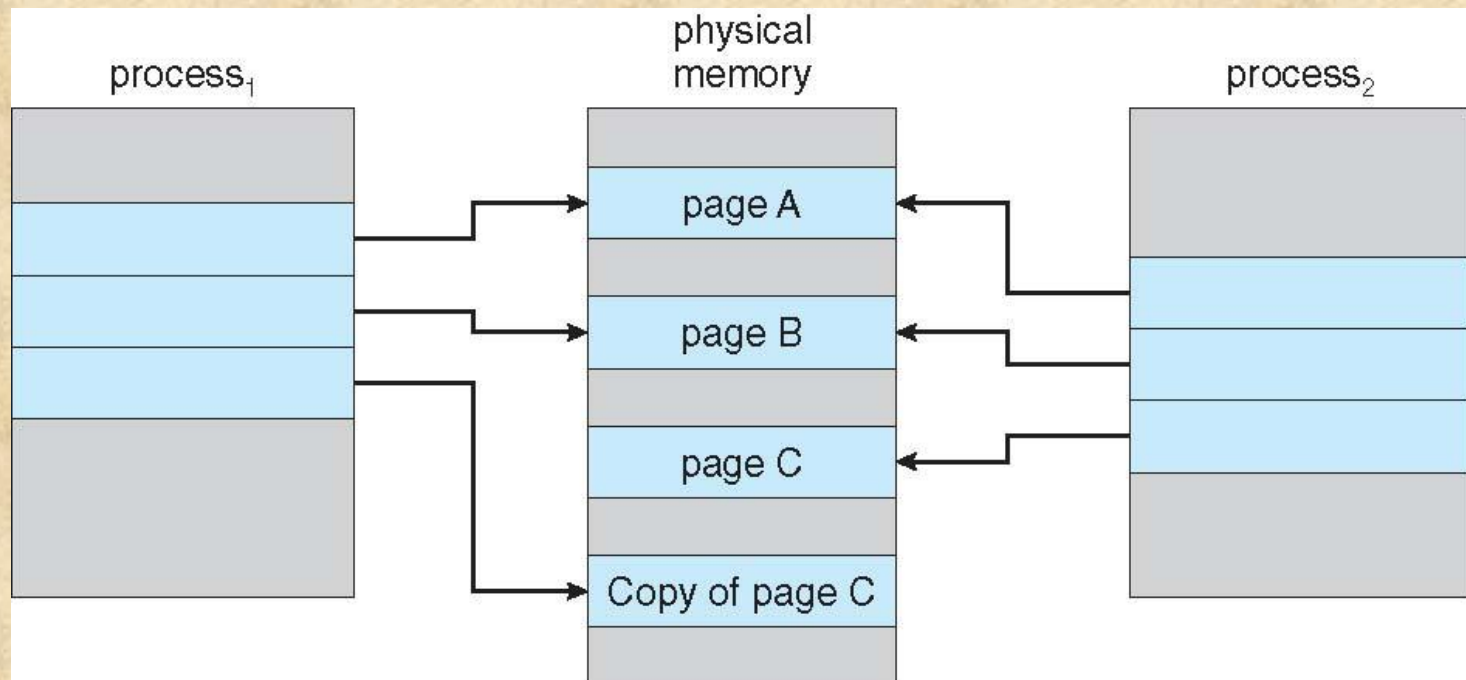 physical
memory
process₁
process₂
page A
page B
page C
Copy of page C